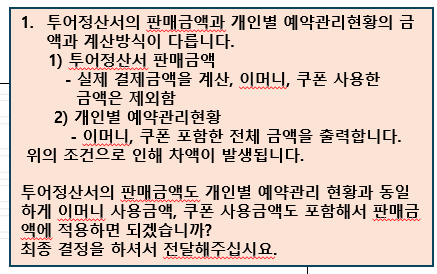 1. 투어정산서의 판매금액과 개인별 예약관리현황의 금
액과 계산방식이 다릅니다.
1) 투어정산서 판매금액
- 실제 결제금액을 계산, 이머니, 쿠폰 사용한
금액은 제외함
2) 개인별 예약관리현황
- 이머니, 쿠폰 포함한 전체 금액을 출력합니다.
위의 조건으로 인해 차액이 발생됩니다.
투어정산서의 판매금액도 개인별 예약관리 현황과 동일
하게 이머니 사용금액, 쿠폰 사용금액도 포함해서 판매금
액에 적용하면 되겠습니까?
최종 결정을 하셔서 전달해주십시요.